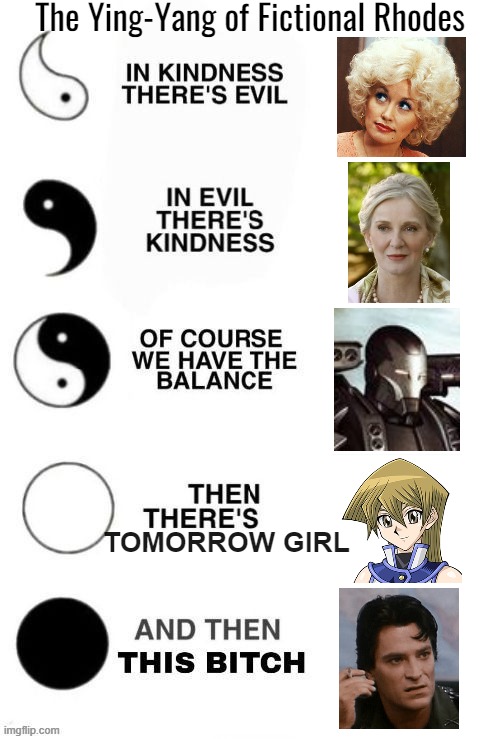 The Ying-Yang of Fictional Rhodes
IN KINDNESS
THERE'S EVIL
IN EVIL
THERE'S
KINDNESS
OF COURSE
WE HAVE THE
BALANCE
THEN
THERE'S
TOMORROW GIRL
AND THEN
THIS BITCH
imgflip.com